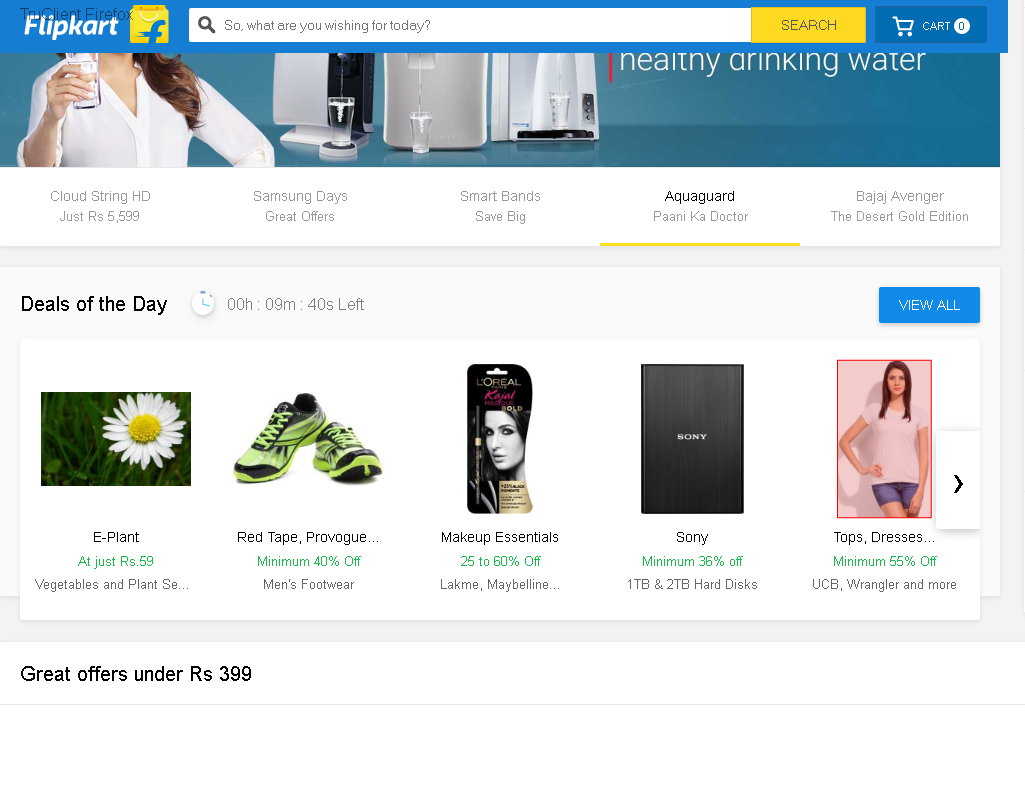 TruClient Firefox
Flipkart
So, what are you wishing for today?
SEARCH
CART 0
healthy drinking water
Cloud String HD
Just Rs 5,599
Samsung Days
Great Offers
Smart Bands
Save Big
Aquaguard
Paani Ka Doctor
Bajaj Avenger
The Desert Gold Edition
Deals of the Day
00h : 09m : 40s Left
VIEW ALL
L'ORÉAL
PARIS
Kajal
MAGIQUE
BOLD
SONY
E-Plant
At just Rs.59
Vegetables and Plant Se...
Red Tape, Provogue...
Minimum 40% Off
Men's Footwear
Makeup Essentials
25 to 60% Off
Lakme, Maybelline...
Sony
Minimum 36% off
1TB & 2TB Hard Disks
Tops, Dresses...
Minimum 55% Off
UCB, Wrangler and more
Great offers under Rs 399